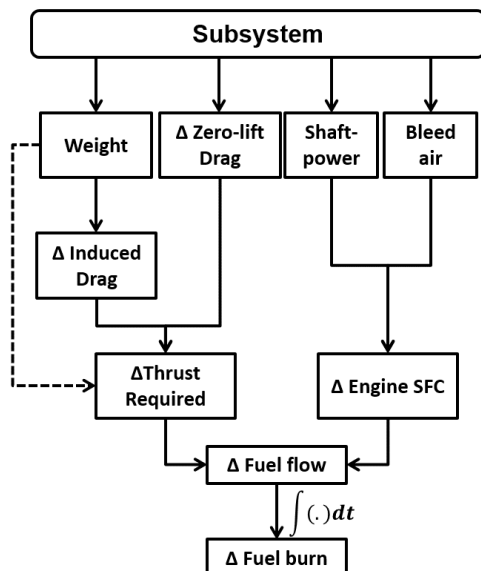 Subsystem
Weight
Δ Zero-lift
Drag
Shaft-
power
Bleed
air
Δ Induced
Drag
ΔThrust
Required
Δ Engine SFC
Δ Fuel flow
∫(.)dt
Δ Fuel burn